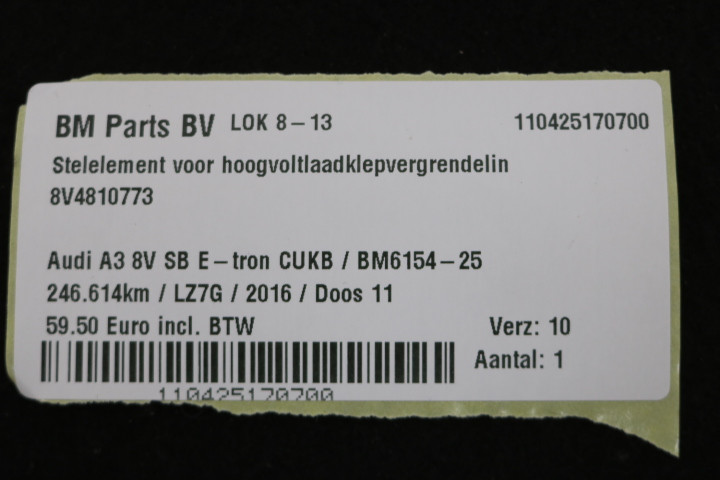 BM Parts BV LOK 8-13 110425170700
Stelelement voor hoogvoltlaadklepvergrendelin
8V4810773
Audi A3 8V SB E-tron CUKB / BM6154-25
246.614km / LZ7G / 2016 / Doos 11
59.50 Euro incl. BTW Verz: 10
Aantal: 1
110425170700